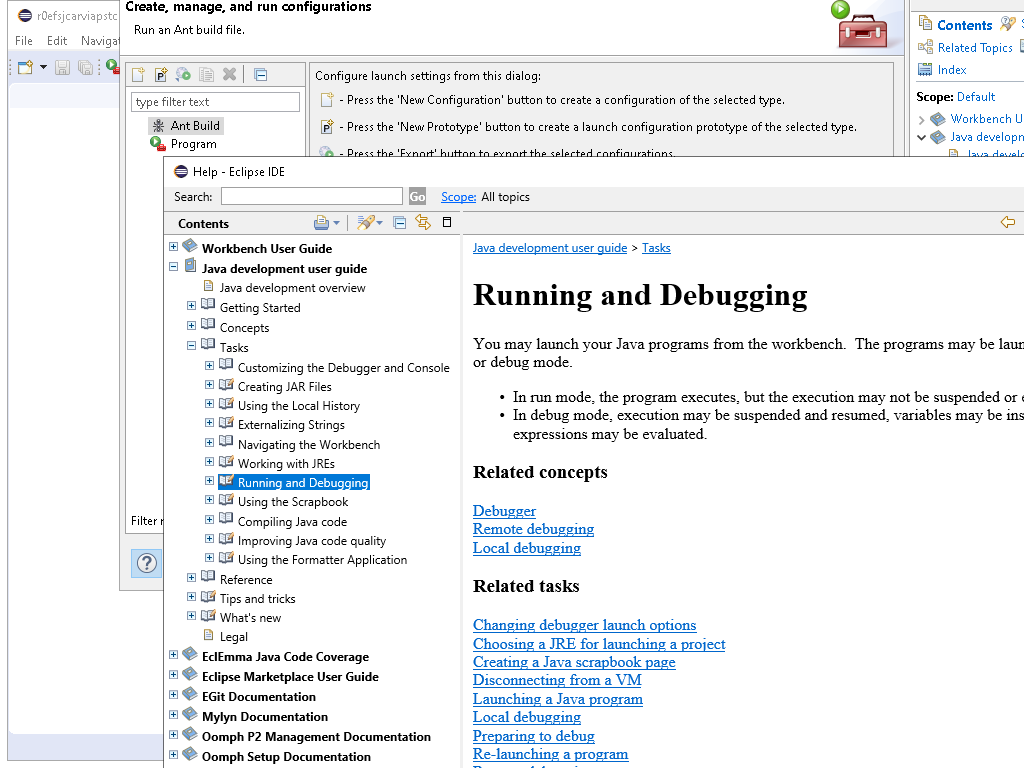 r0efsjcarviapstc
File Edit Navigat
Create, manage, and run configurations
Run an Ant build file.
type filter text
Ant Build
Program
Configure launch settings from this dialog:
- Press the 'New Configuration' button to create a configuration of the selected type.
- Press the 'New Prototype' button to create a launch configuration prototype of the selected type.
- Press the 'Export' button to export the selected configurations.
Contents
Related Topics
Index
Scope: Default
Workbench U
Java developn
Java develo
Filter
Help - Eclipse IDE
Search: Go Scope: All topics
Contents
Workbench User Guide
Java development user guide
Java development overview
Getting Started
Concepts
Tasks
Customizing the Debugger and Console
Creating JAR Files
Using the Local History
Externalizing Strings
Navigating the Workbench
Working with JREs
Running and Debugging
Using the Scrapbook
Compiling Java code
Improving Java code quality
Using the Formatter Application
Reference
Tips and tricks
What's new
Legal
EclEmma Java Code Coverage
Eclipse Marketplace User Guide
EGit Documentation
Mylyn Documentation
Oomph P2 Management Documentation
Oomph Setup Documentation
Java development user guide > Tasks
Running and Debugging
You may launch your Java programs from the workbench. The programs may be laun
or debug mode.
• In run mode, the program executes, but the execution may not be suspended or e
• In debug mode, execution may be suspended and resumed, variables may be ins
expressions may be evaluated.
Related concepts
Debugger
Remote debugging
Local debugging
Related tasks
Changing debugger launch options
Choosing a JRE for launching a project
Creating a Java scrapbook page
Disconnecting from a VM
Launching a Java program
Local debugging
Preparing to debug
Re-launching a program